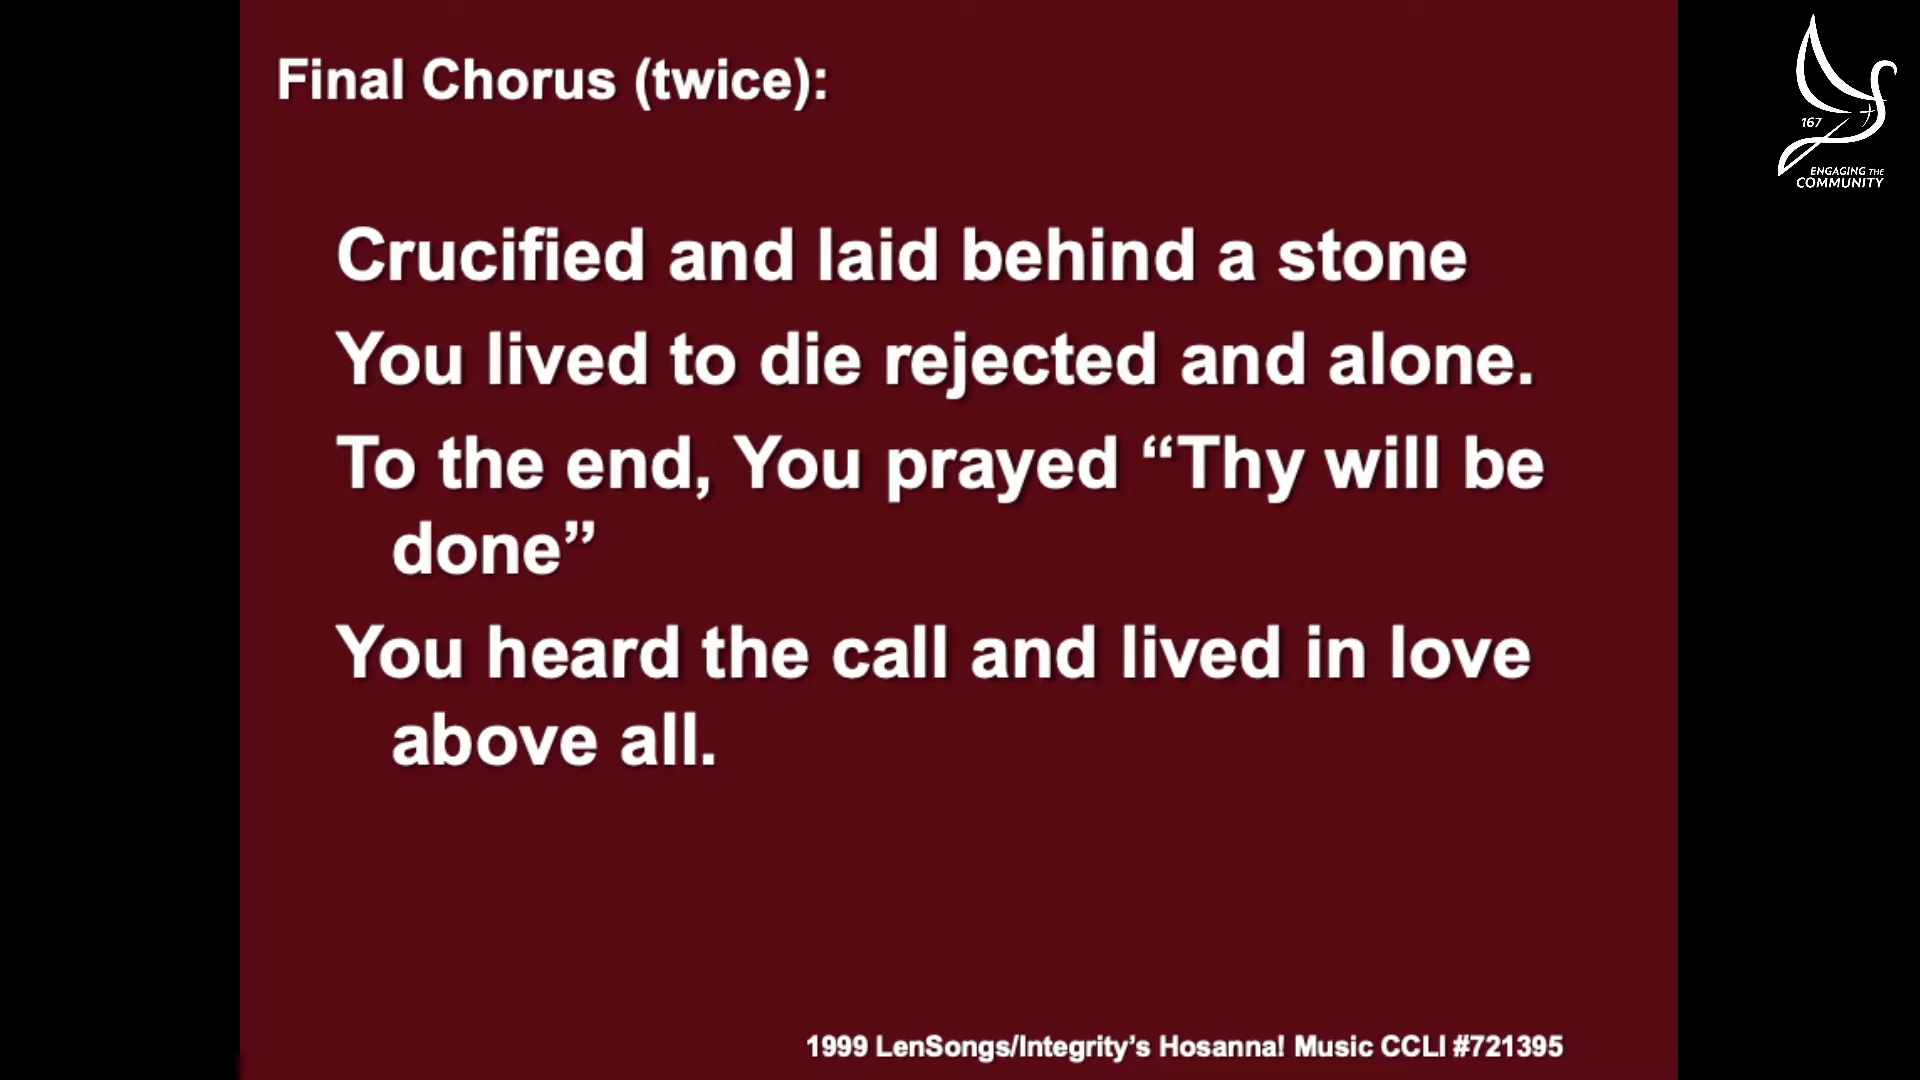 Final Chorus (twice):
167
ENGAGING THE
COMMUNITY
Crucified and laid behind a stone
You lived to die rejected and alone.
To the end, You prayed “Thy will be
done”
You heard the call and lived in love
above all.
1999 LenSongs/Integrity’s Hosanna! Music CCLI #721395